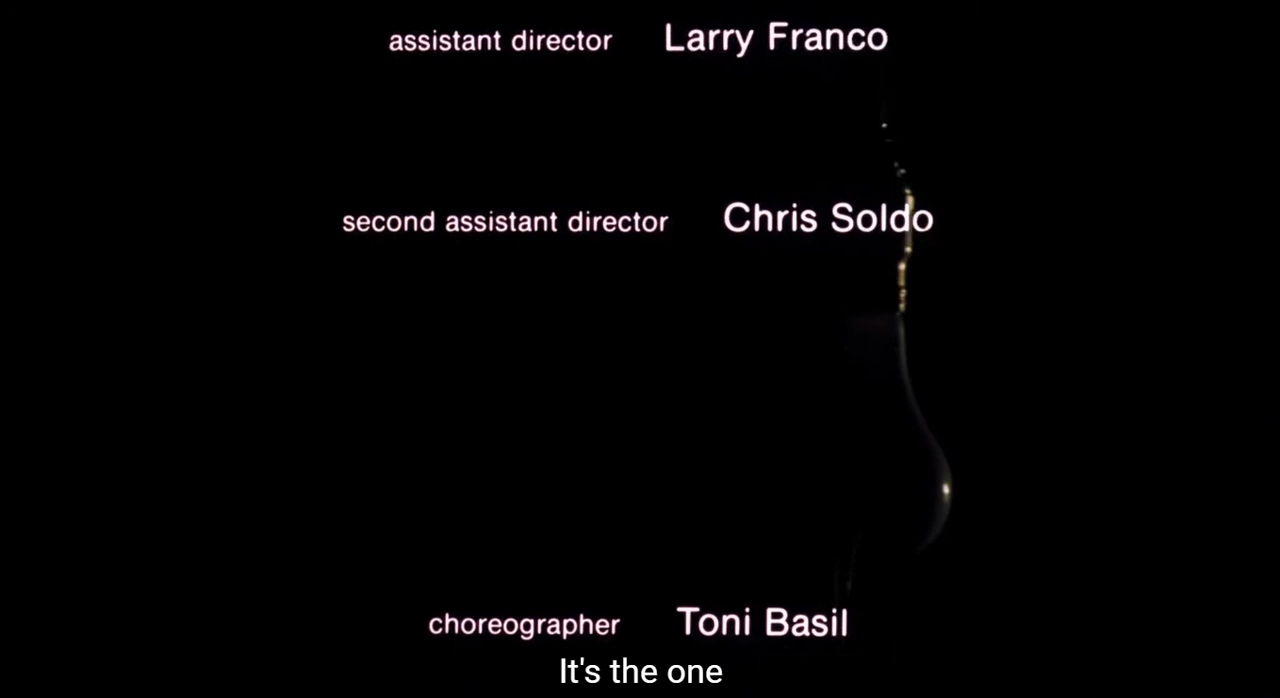 assistant director Larry Franco
second assistant director Chris Soldo
choreographer Toni Basil
It's the one